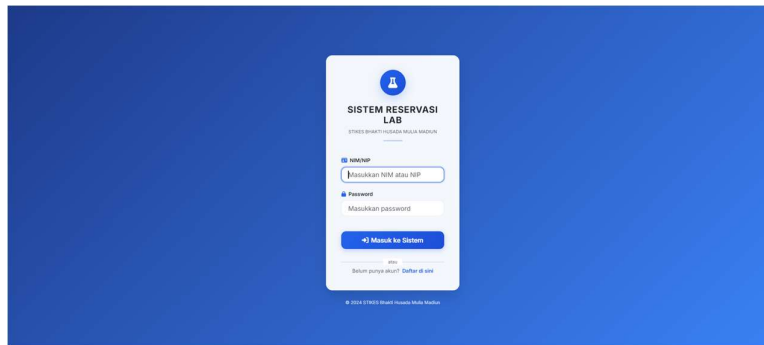 SISTEM RESERVASI
LAB
STIKES BHAKTI HUSADA MULIA MADIUN
NIM/NIP
Masukkan NIM atau NIP
Password
Masukkan password
Masuk ke Sistem
atau
Belum punya akun? Daftar di sini
© 2024 STIKES Bhakti Husada Mulia Madiun